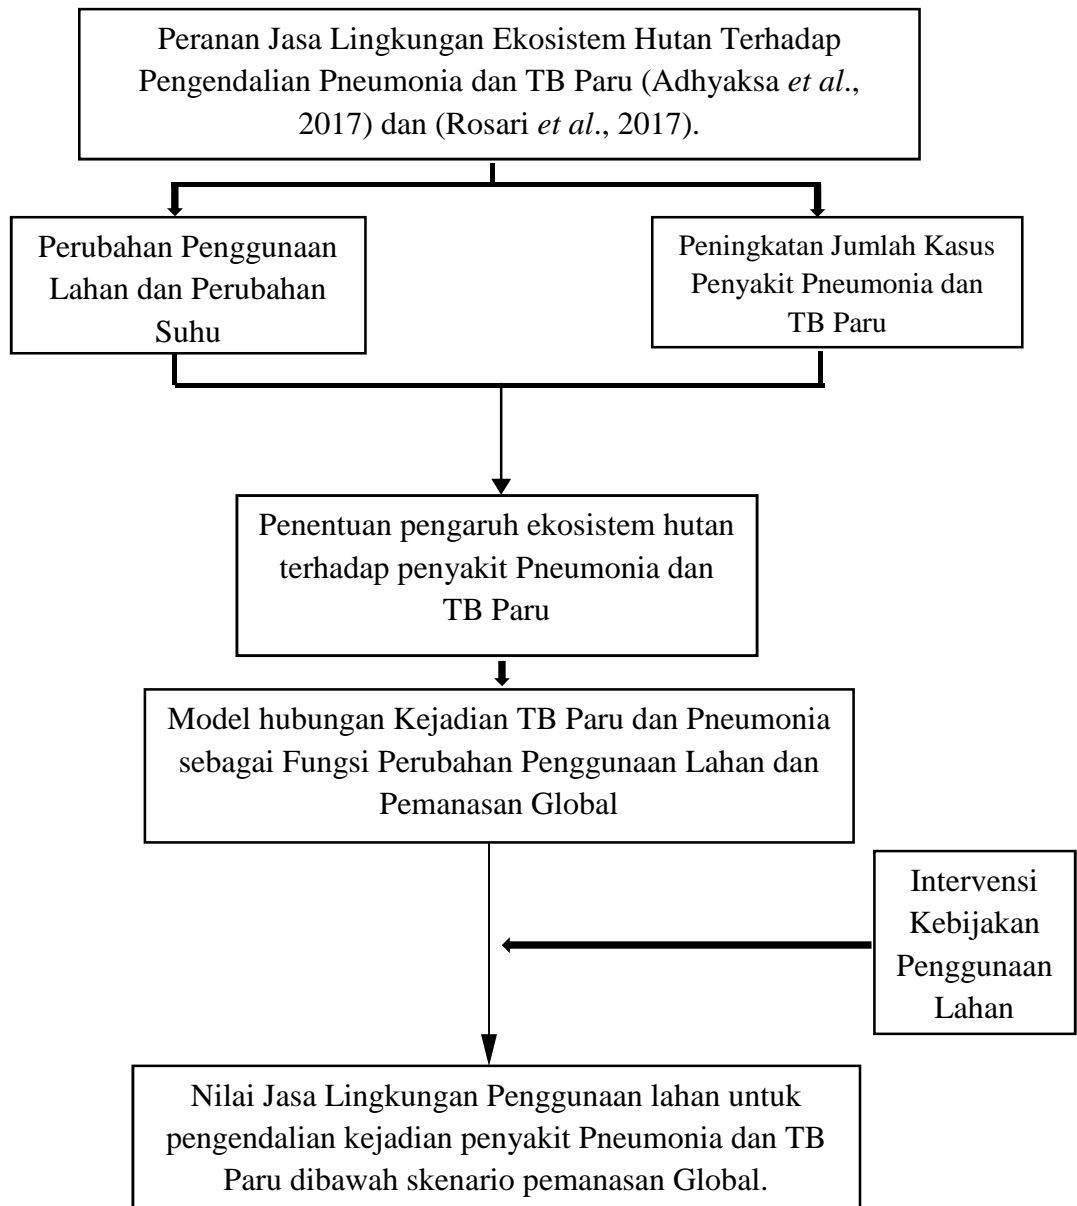 Peranan Jasa Lingkungan Ekosistem Hutan Terhadap
Pengendalian Pneumonia dan TB Paru (Adhyaksa et al.,
2017) dan (Rosari et al., 2017).
Perubahan Penggunaan
Lahan dan Perubahan
Suhu
Peningkatan Jumlah Kasus
Penyakit Pneumonia dan
TB Paru
Penentuan pengaruh ekosistem hutan
terhadap penyakit Pneumonia dan
TB Paru
Model hubungan Kejadian TB Paru dan Pneumonia
sebagai Fungsi Perubahan Penggunaan Lahan dan
Pemanasan Global
Intervensi
Kebijakan
Penggunaan
Lahan
Nilai Jasa Lingkungan Penggunaan lahan untuk
pengendalian kejadian penyakit Pneumonia dan TB
Paru dibawah skenario pemanasan Global.